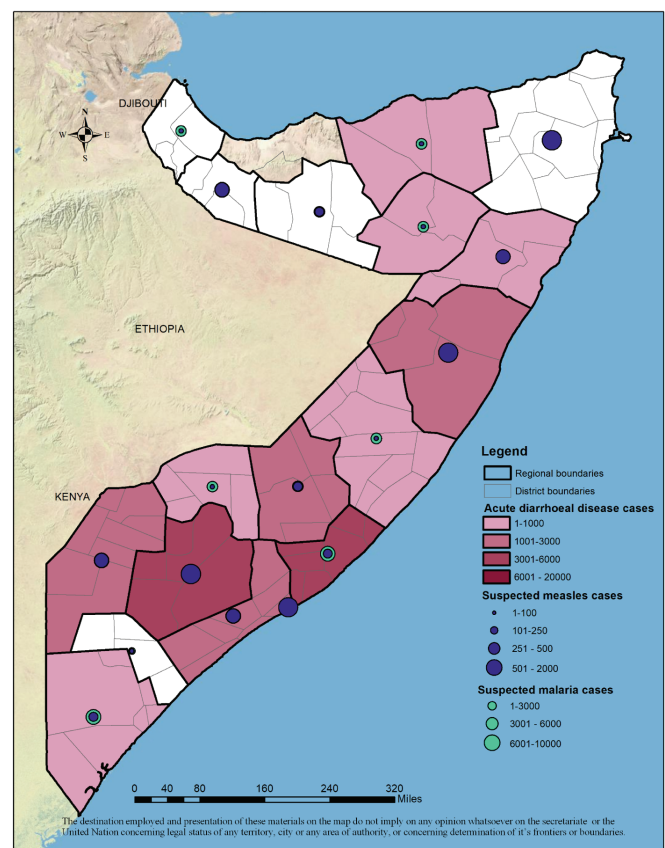 DJIBOUTI
N
W E
S
ETHIOPIA
KENYA
Legend
Regional boundaries
District boundaries
Acute diarrhoeal disease cases
1-1000
1001-3000
3001-6000
6001 - 20000
Suspected measles cases
1-100
101-250
251 - 500
501 - 2000
Suspected malaria cases
1-3000
3001 - 6000
6001-10000
0 40 80 160 240 320
Miles
The destination employed and presentation of these materials on the map do not imply on any opinion whatsoever on the secretariate or the
United Nation concerning legal status of any territory, city or any area of authority, or concerning determination of it's frontiers or boundaries.